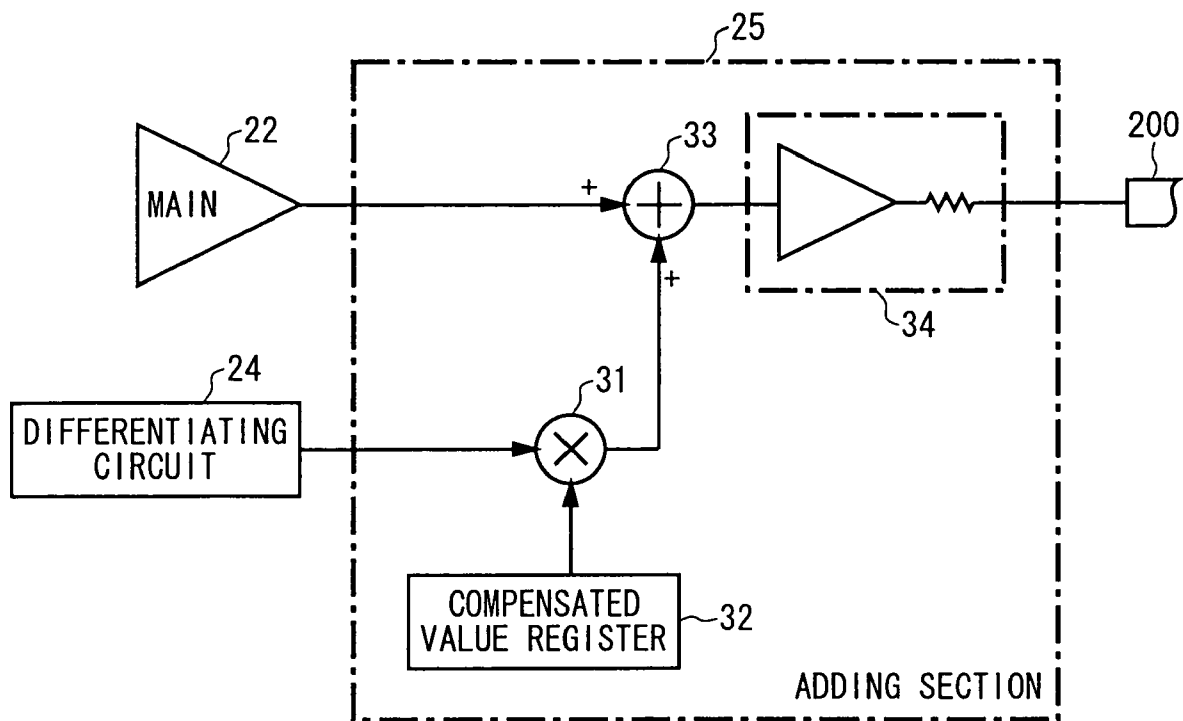 25
22
MAIN
33
+
+
34
200
24
DIFFERENTIATING
CIRCUIT
31
COMPENSATED
VALUE REGISTER
32
ADDING SECTION